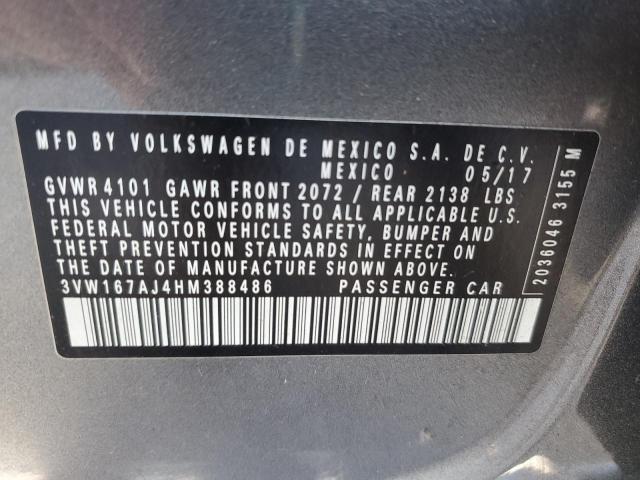 MFD BY VOLKSWAGEN DE MEXICO S.A. DE C.V.
MEXICO 05/17
GVWR 4101 GAWR FRONT 2072 / REAR 2138 LBS
THIS VEHICLE CONFORMS TO ALL APPLICABLE U.S.
FEDERAL MOTOR VEHICLE SAFETY, BUMPER AND
THEFT PREVENTION STANDARDS IN EFFECT ON
THE DATE OF MANUFACTURE SHOWN ABOVE.
3VW167AJ4HM388486 PASSENGER CAR
2036046 3155 M